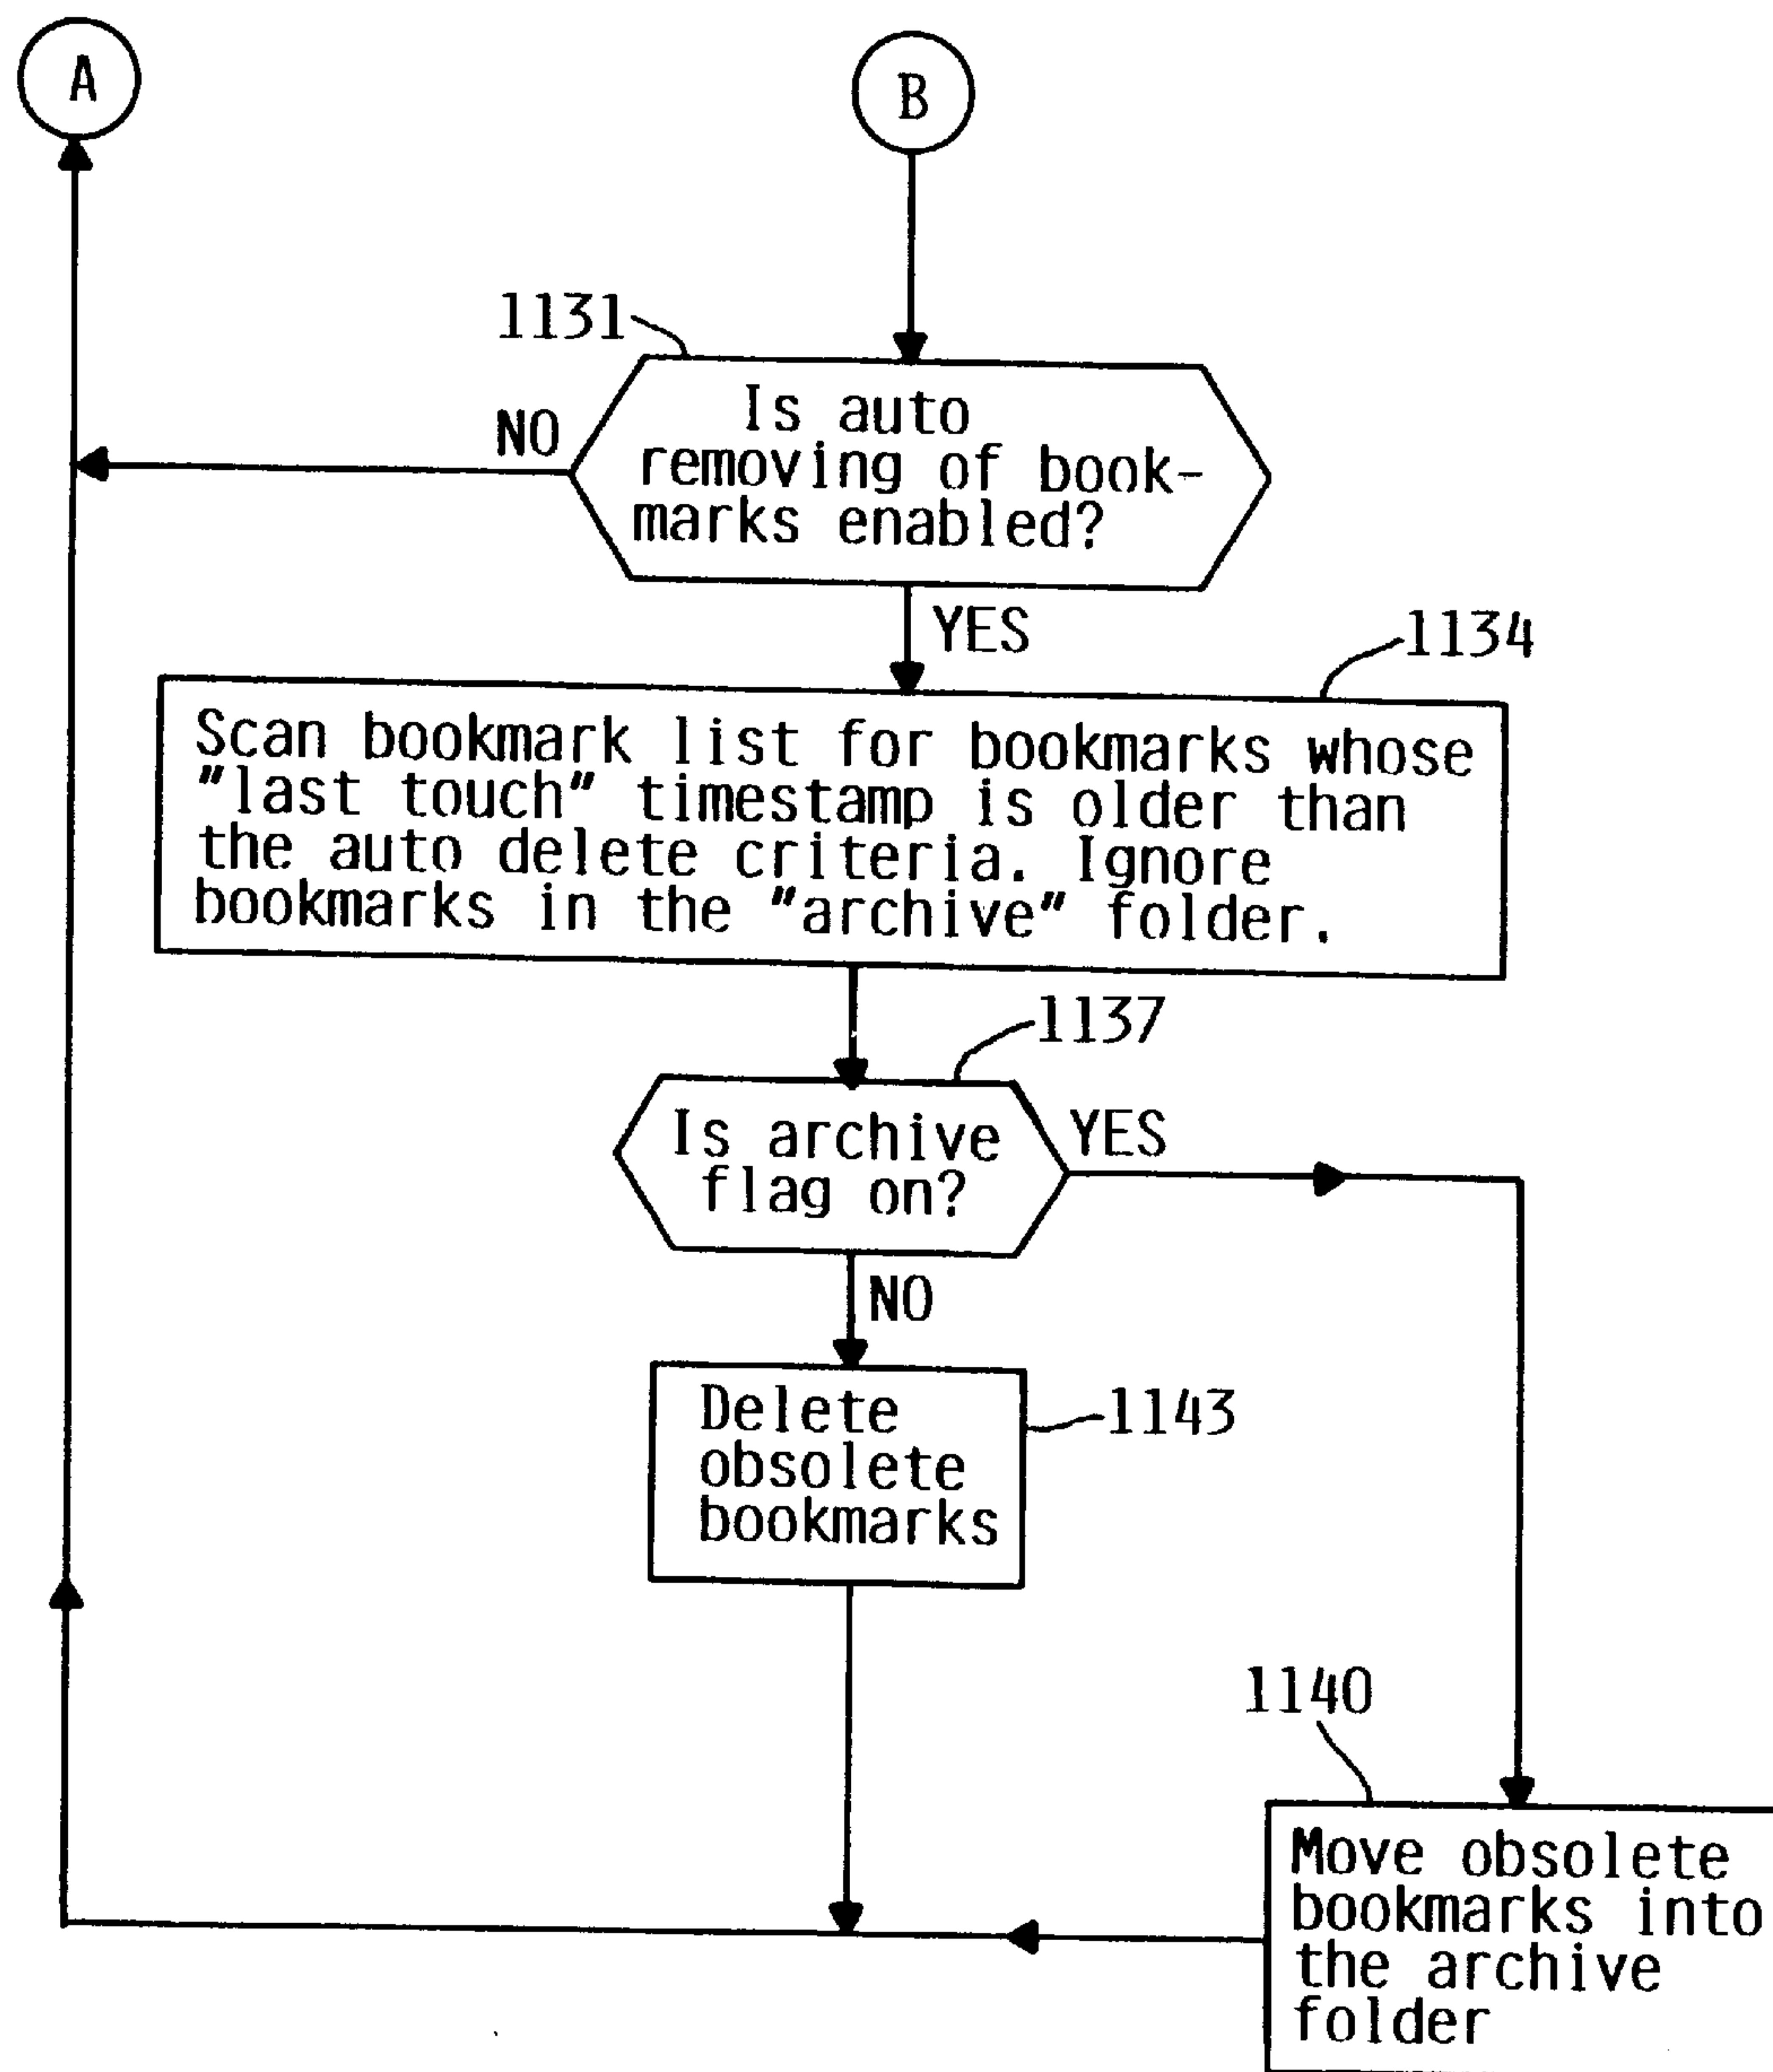 A
B
1131
NO
Is auto
removing of book-
marks enabled?
YES
1134
Scan bookmark list for bookmarks whose
"last touch" timestamp is older than
the auto delete criteria. Ignore
bookmarks in the "archive" folder.
1137
Is archive
flag on?
YES
NO
Delete
obsolete
bookmarks
1143
1140
Move obsolete
bookmarks into
the archive
folder